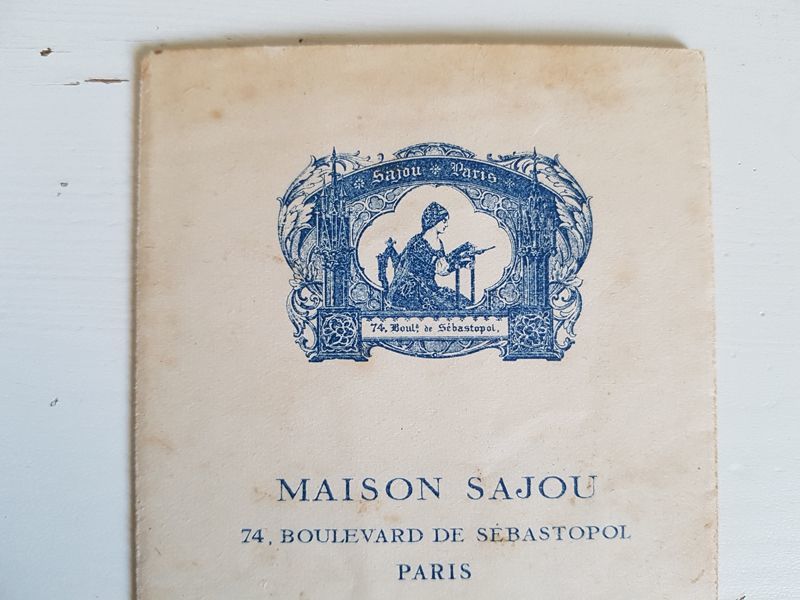 * Sajou * Paris *
74, Boulᵈ de Sébastopol.
MAISON SAJOU
74, BOULEVARD DE SÉBASTOPOL
PARIS